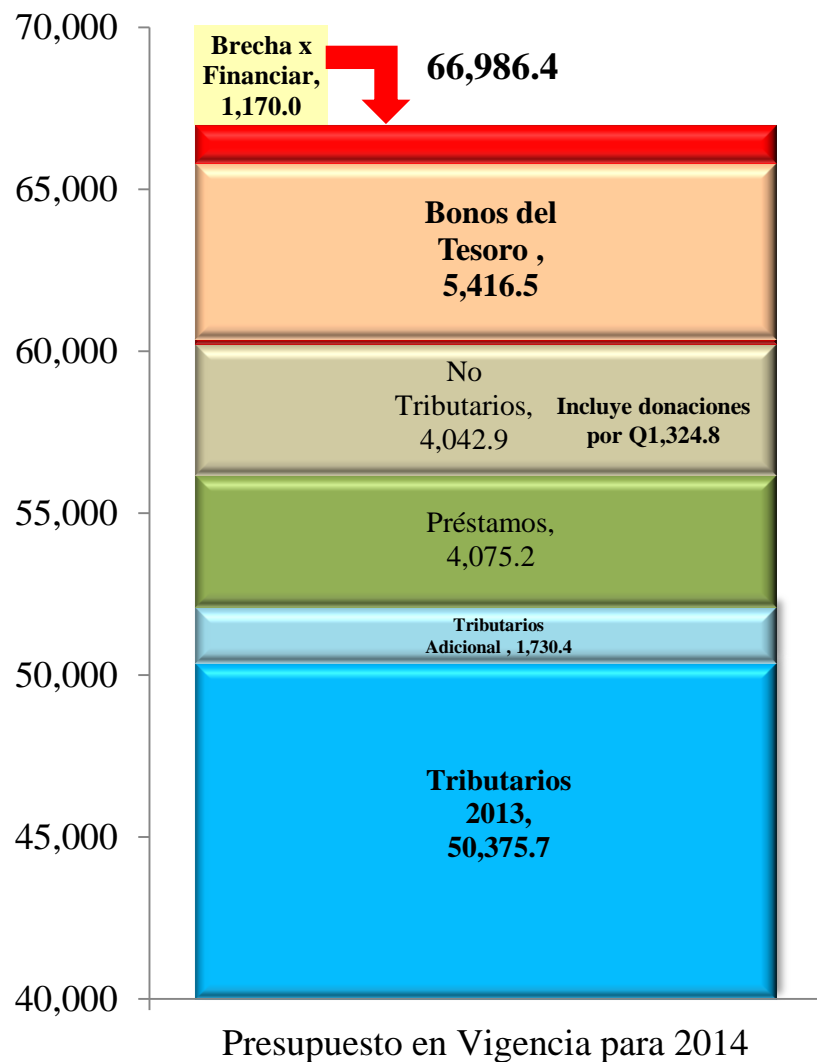 70,000
Brecha x
Financiar,
1,170.0
66,986.4
65,000
Bonos del
Tesoro ,
5,416.5
60,000
No
Tributarios,
4,042.9
Incluye donaciones
por Q1,324.8
55,000
Préstamos,
4,075.2
Tributarios
Adicional , 1,730.4
50,000
Tributarios
2013,
50,375.7
45,000
40,000
Presupuesto en Vigencia para 2014